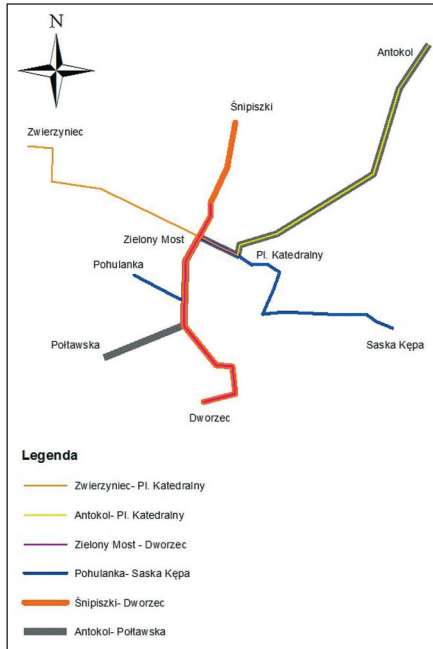 N
Antokol
Śnipiszki
Zwierzyniec
Zielony Most
Pl. Katedralny
Pohulanka
Połtawska
Saska Kępa
Dworzec
Legenda
Zwierzyniec- Pl. Katedralny
Antokol- Pl. Katedralny
Zielony Most - Dworzec
Pohulanka- Saska Kępa
Śnipiszki- Dworzec
Antokol- Połtawska